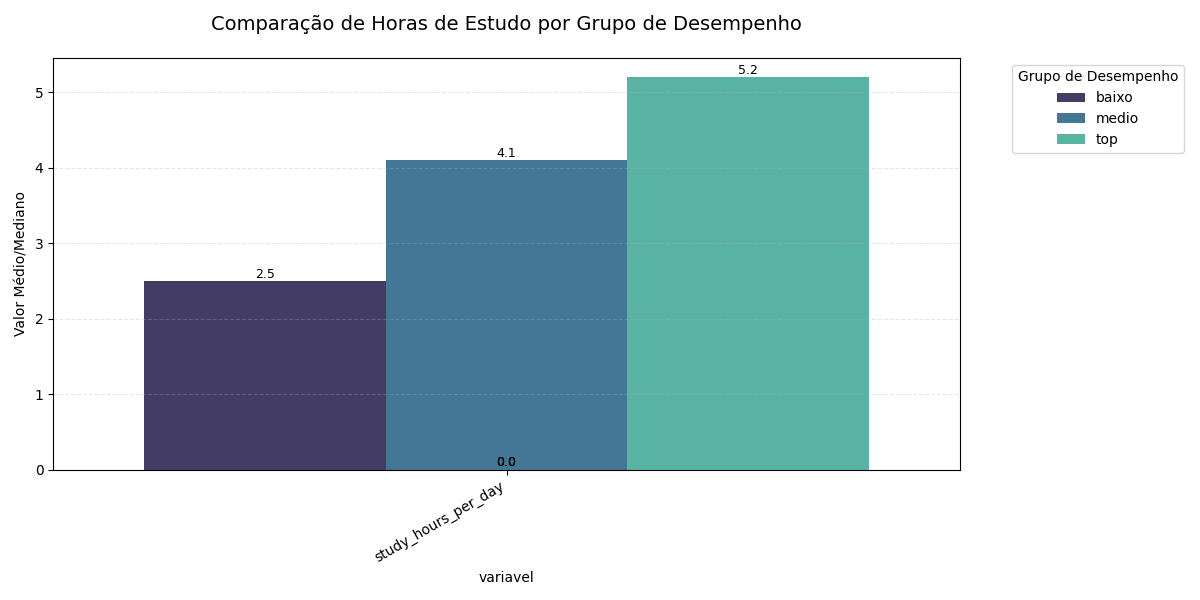 Comparação de Horas de Estudo por Grupo de Desempenho
Grupo de Desempenho
baixo
medio
top
Valor Médio/Mediano
5
4
3
2
1
0
2.5
4.1
5.2
0.0
study_hours_per_day
variavel